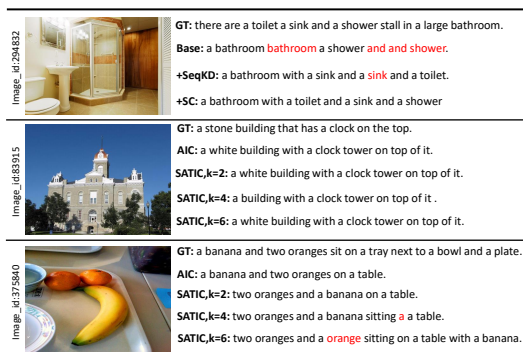 Image_id:294832
GT: there are a toilet a sink and a shower stall in a large bathroom.
Base: a bathroom bathroom a shower and and shower.
+SeqKD: a bathroom with a sink and a sink and a toilet.
+SC: a bathroom with a toilet and a sink and a shower
Image_id:83915
GT: a stone building that has a clock on the top.
AIC: a white building with a clock tower on top of it.
SATIC,k=2: a white building with a clock tower on top of it.
SATIC,k=4: a building with a clock tower on top of it .
SATIC,k=6: a white building with a clock tower on top of it.
Image_id:375840
GT: a banana and two oranges sit on a tray next to a bowl and a plate.
AIC: a banana and two oranges on a table.
SATIC,k=2: two oranges and a banana on a table.
SATIC,k=4: two oranges and a banana sitting a a table.
SATIC,k=6: two oranges and a orange sitting on a table with a banana.